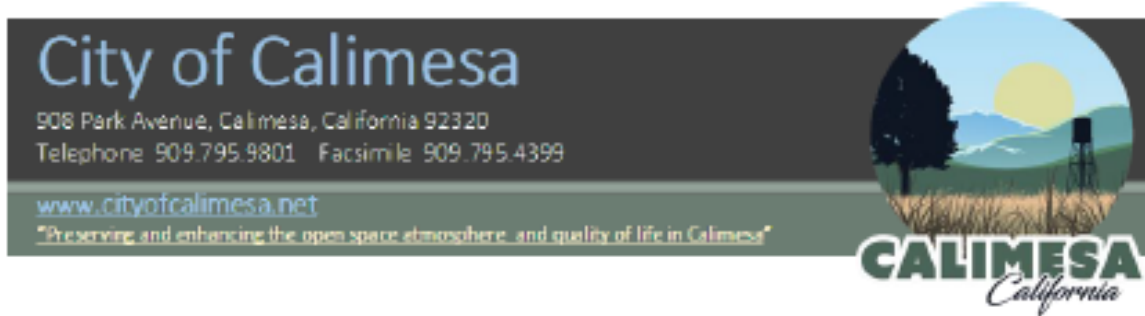 City of Calimesa
908 Park Avenue, Calimesa, California 92320
Telephone 909.795.9801 Facsimile 909.795.4399
www.cityofcalimesa.net
"Preserving and enhancing the open space atmosphere and quality of life in Calimesa"
CALIMESA
California